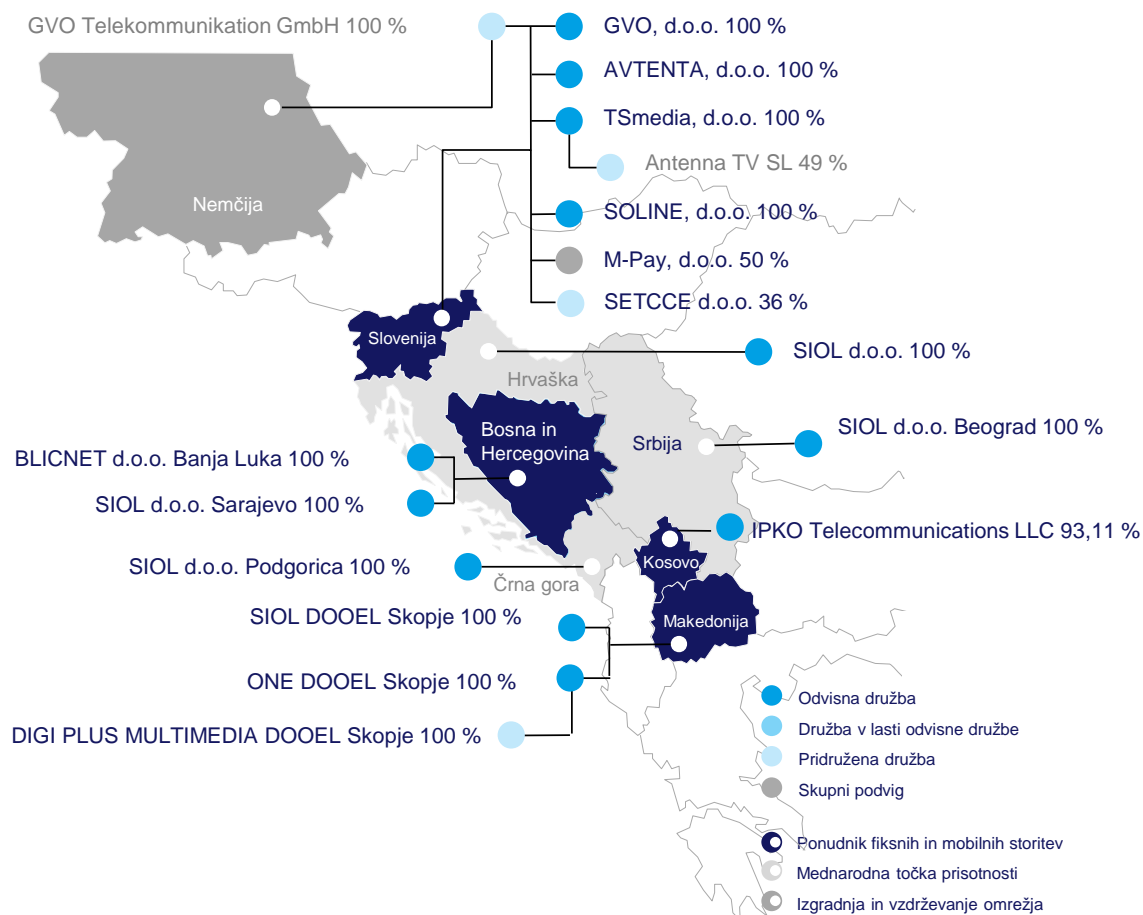 GVO Telekommunikation GmbH 100 %
GVO, d.o.o. 100 %
AVTENTA, d.o.o. 100 %
TSmedia, d.o.o. 100 %
Antenna TV SL 49 %
Nemčija
SOLINE, d.o.o. 100 %
M-Pay, d.o.o. 50 %
SETCCE d.o.o. 36 %
Slovenija
SIOL d.o.o. 100 %
Hrvaška
Bosna in
Hercegovina
Srbija
SIOL d.o.o. Beograd 100 %
BLICNET d.o.o. Banja Luka 100 %
SIOL d.o.o. Sarajevo 100 %
IPKO Telecommunications LLC 93,11 %
Kosovo
SIOL d.o.o. Podgorica 100 %
Črna gora
SIOL DOOEL Skopje 100 %
Makedonija
ONE DOOEL Skopje 100 %
DIGI PLUS MULTIMEDIA DOOEL Skopje 100 %
Odvisna družba
Družba v lasti odvisne družbe
Pridružena družba
Skupni podvig
Ponudnik fiksnih in mobilnih storitev
Mednarodna točka prisotnosti
Izgradnja in vzdrževanje omrežja